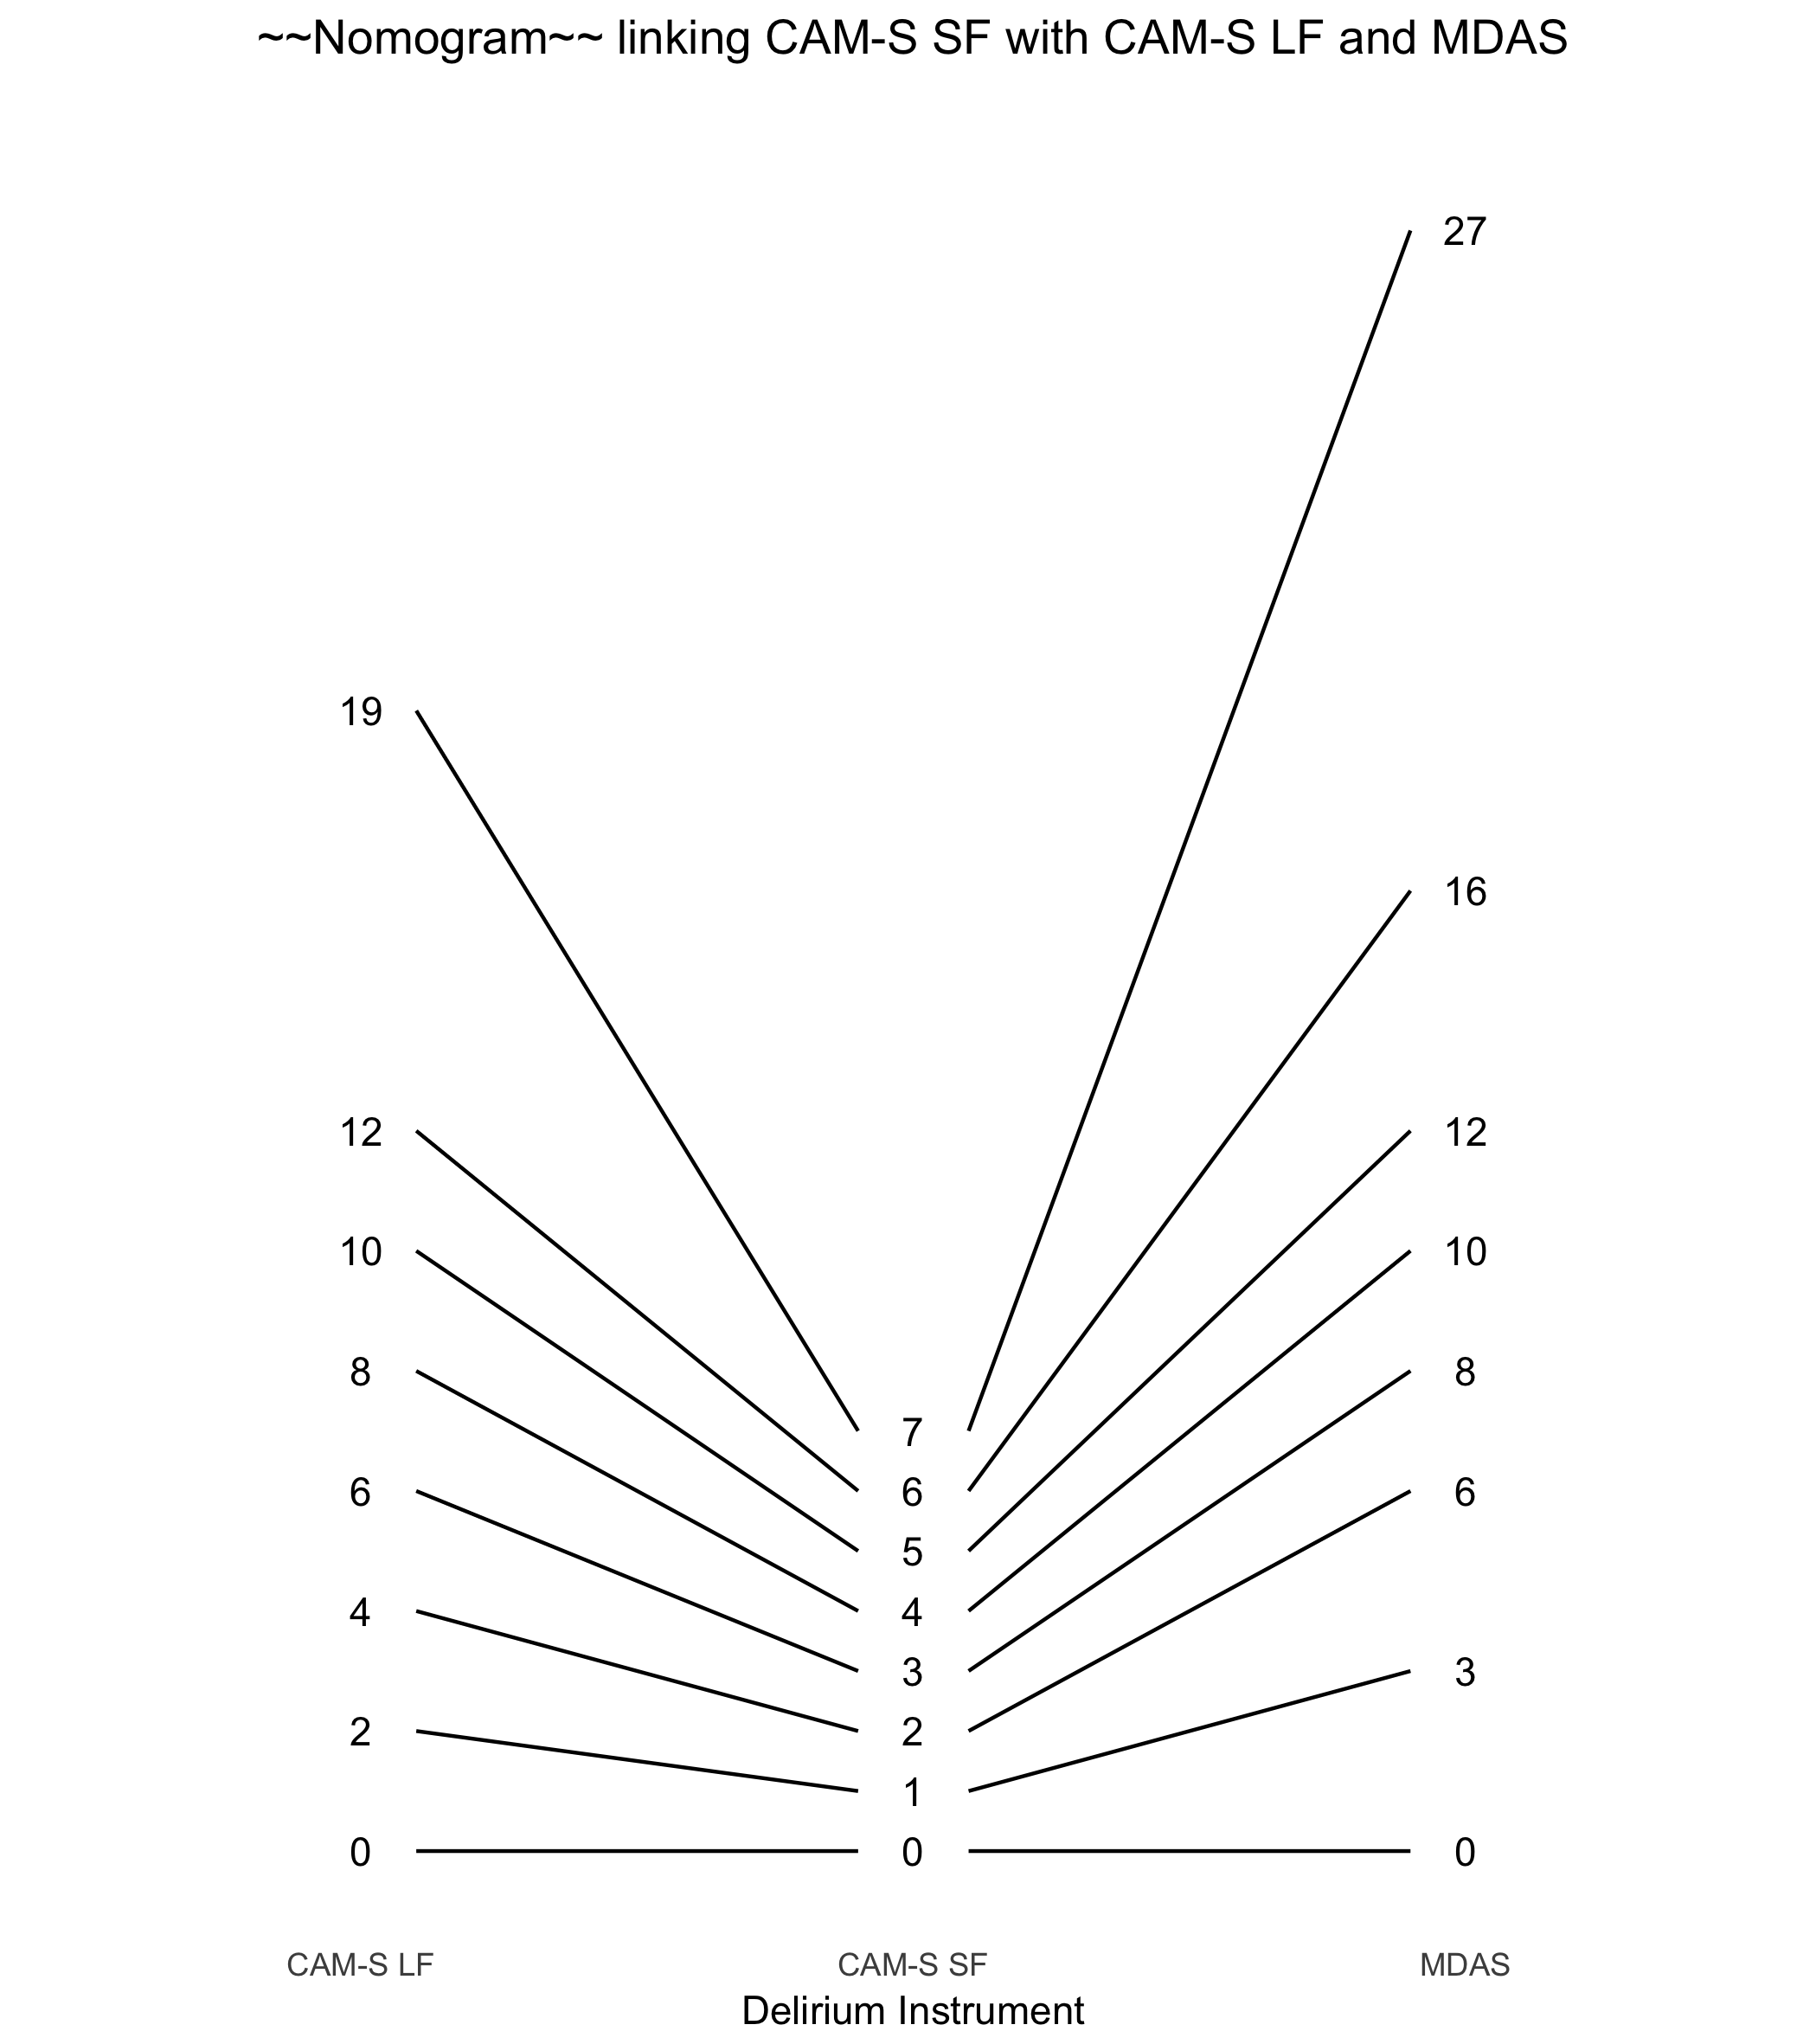 ~~Nomogram~~ linking CAM-S SF with CAM-S LF and MDAS
27
19
16
12 12
10 10
8 8
7
6 6 6
5
4 4
3 3
2 2
1
0 0 0
CAM-S LF CAM-S SF MDAS
Delirium Instrument